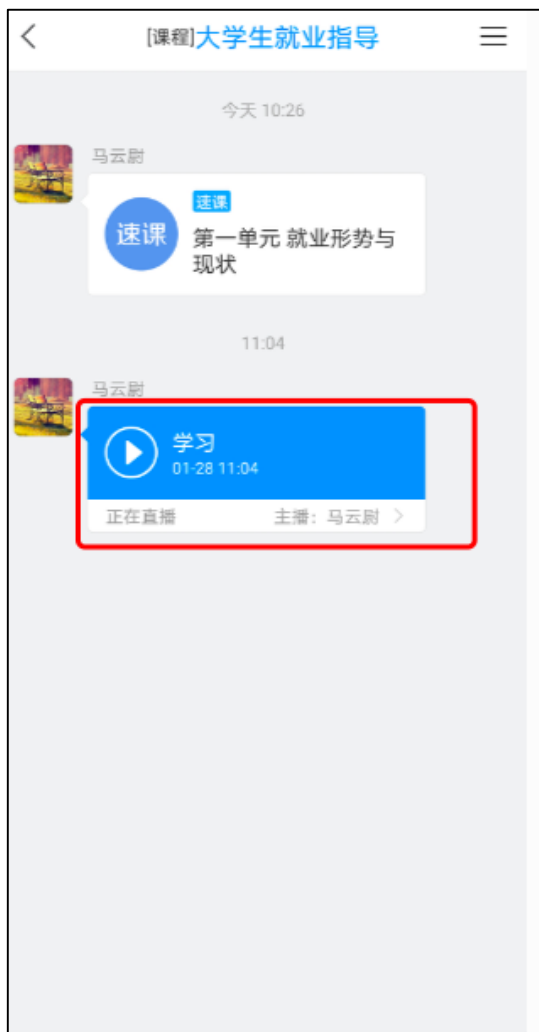 [课程]大学生就业指导
今天 10:26
马云尉
速课
速课
第一单元 就业形势与
现状
11:04
马云尉
学习
01-28 11:04
正在直播 主播：马云尉